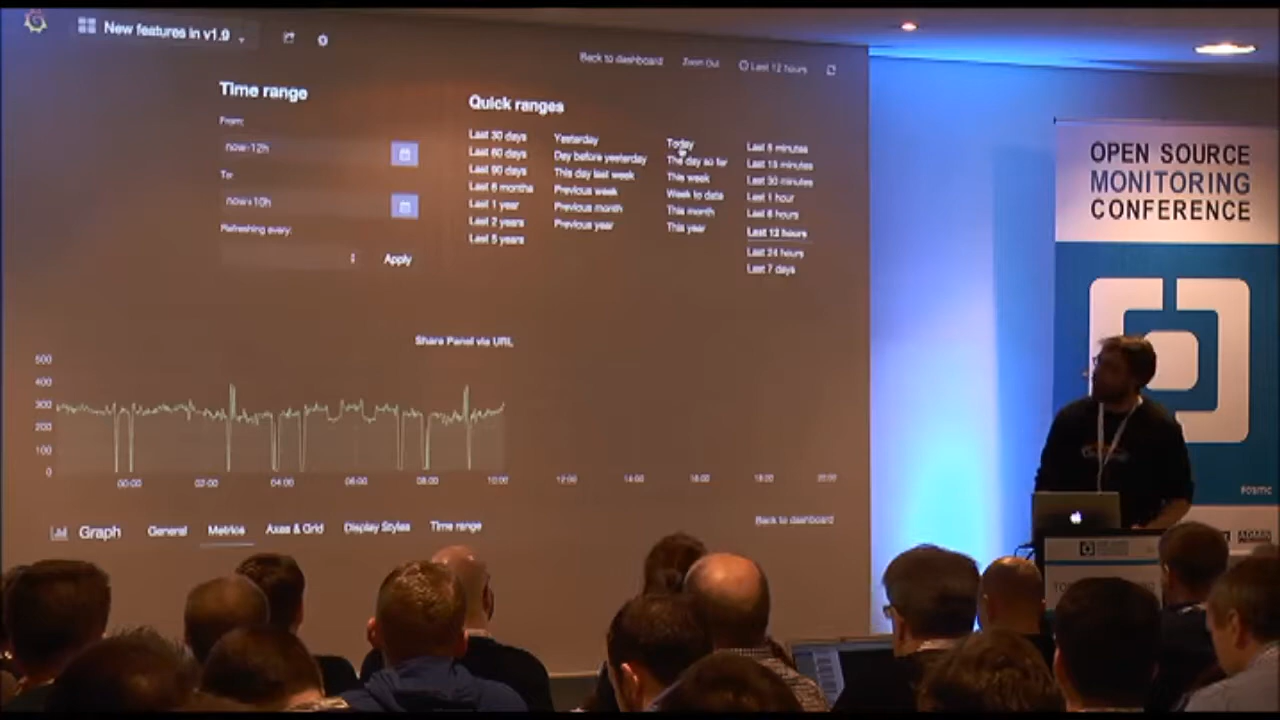 New features in v1.9
Back to dashboard Zoom Out Last 12 hours
Time range
From:
now-12h
To:
now+10h
Refreshing every:
Apply
Quick ranges
Last 30 days
Last 60 days
Last 90 days
Last 6 months
Last 1 year
Last 2 years
Last 5 years
Yesterday
Day before yesterday
This day last week
Previous week
Previous month
Previous year
Today
The day so far
This week
Week to date
This month
This year
Last 5 minutes
Last 15 minutes
Last 30 minutes
Last 1 hour
Last 6 hours
Last 12 hours
Last 24 hours
Last 7 days
Share Panel via URL
500
400
300
200
100
0
00:00 02:00 04:00 06:00 08:00 10:00 12:00 14:00 16:00 18:00 20:00
Graph General Metrics Axes & Grid Display Styles Time range
Back to dashboard
OPEN SOURCE
MONITORING
CONFERENCE
#osmc